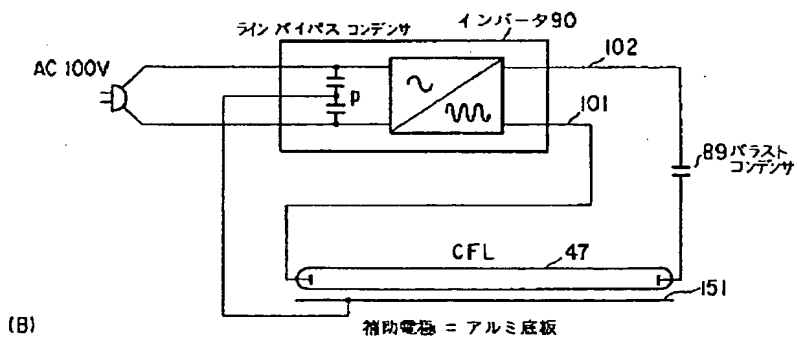 ライン バイパス コンデンサ
インバータ90
AC 100V
P
102
101
89バラスト
コンデンサ
CFL
47
151
(B)
補助電極 = アルミ底板